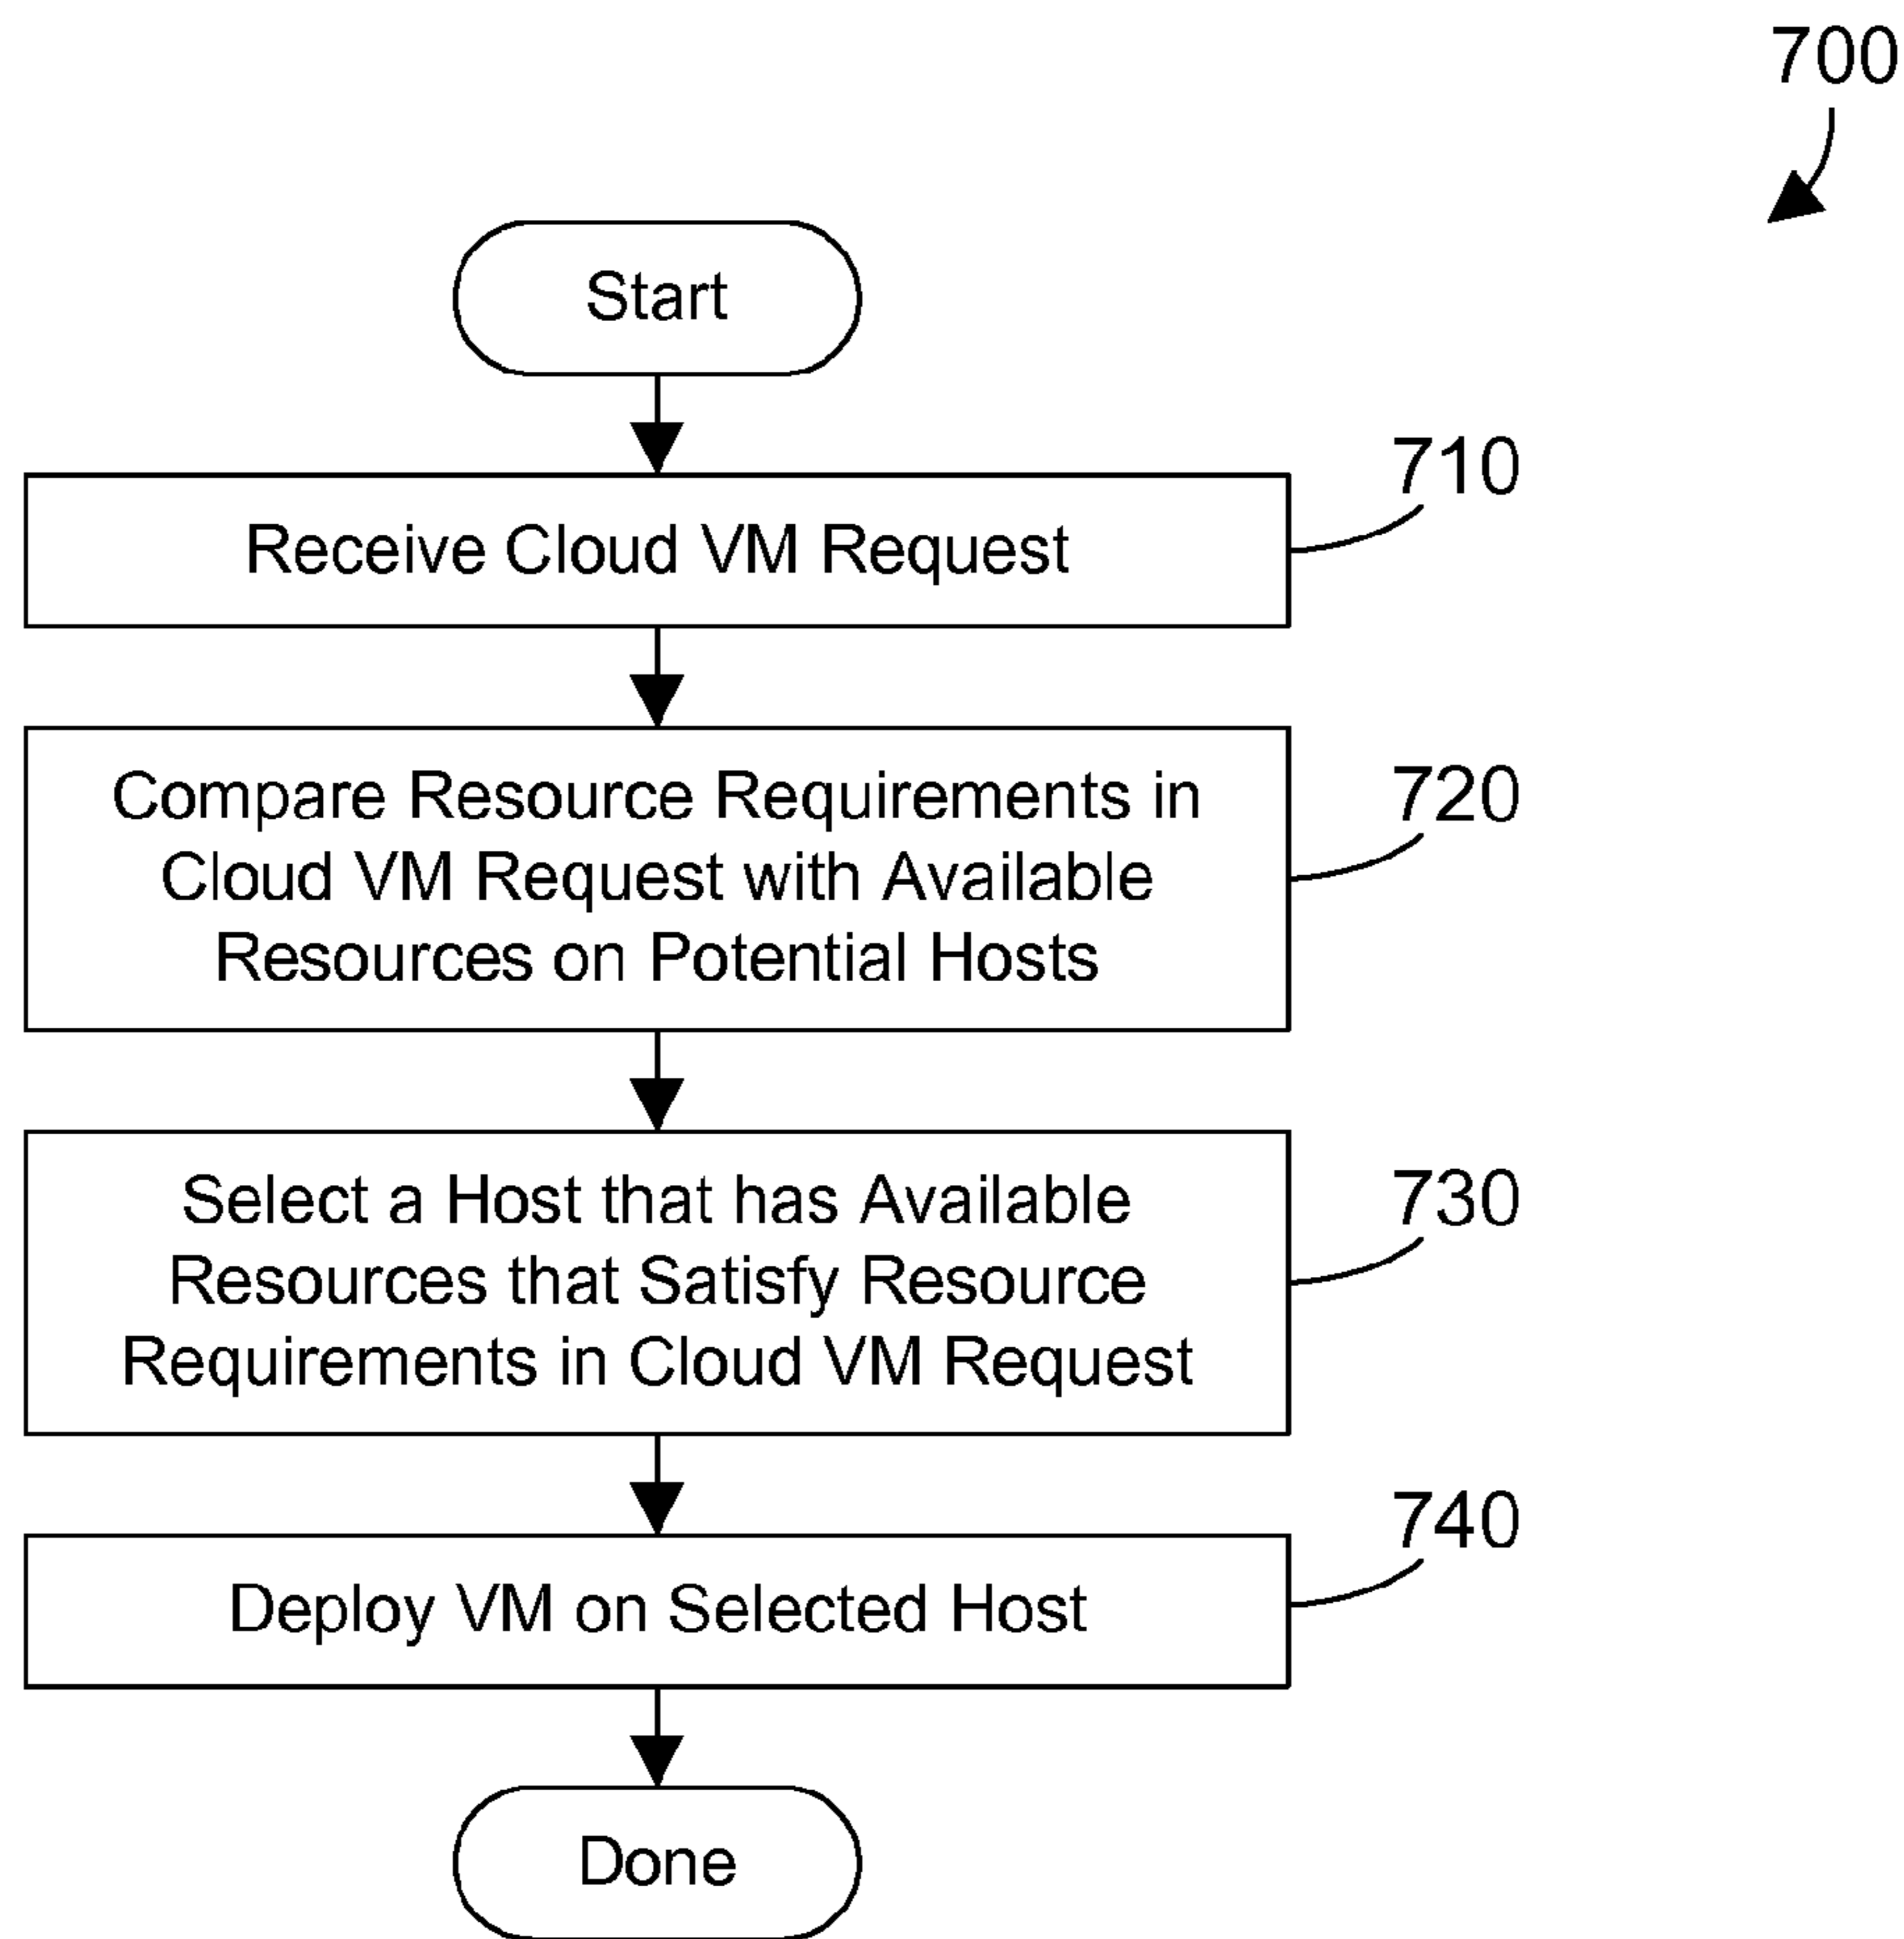 700
Start
Receive Cloud VM Request
710
Compare Resource Requirements in
Cloud VM Request with Available
Resources on Potential Hosts
720
Select a Host that has Available
Resources that Satisfy Resource
Requirements in Cloud VM Request
730
Deploy VM on Selected Host
740
Done